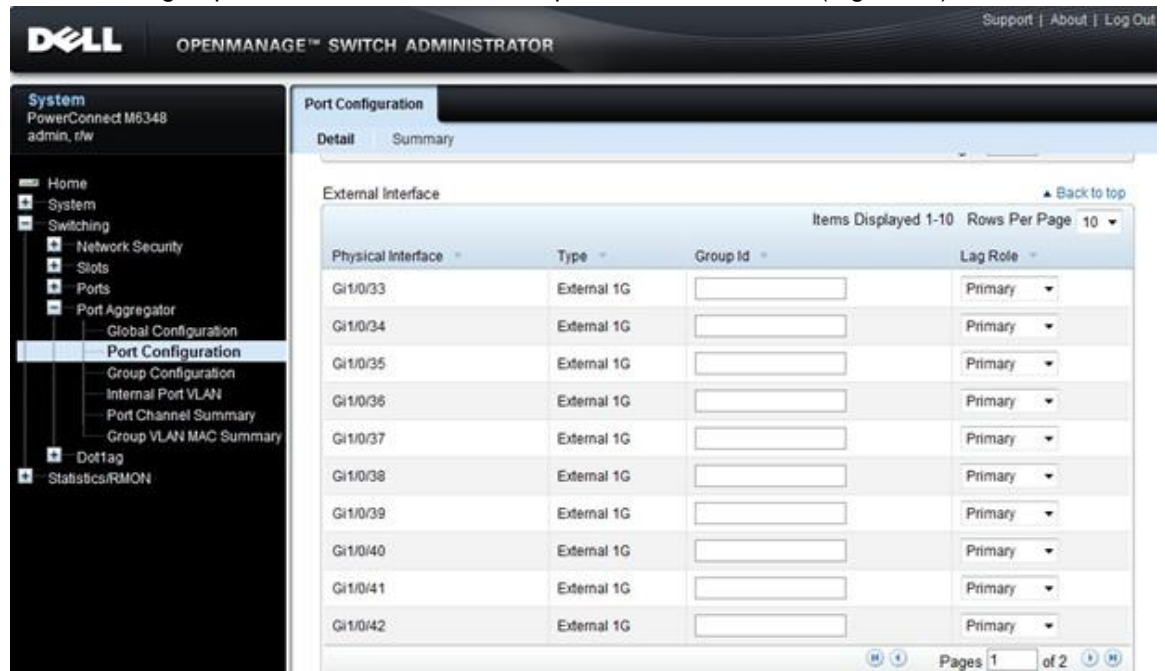 Support | About | Log Out
DELL OPENMANAGE™ SWITCH ADMINISTRATOR
System
PowerConnect M6348
admin, r/w
Home
System
Switching
Network Security
Slots
Ports
Port Aggregator
Global Configuration
Port Configuration
Group Configuration
Internal Port VLAN
Port Channel Summary
Group VLAN MAC Summary
Dot1ag
Statistics/RMON
Port Configuration
Detail Summary
External Interface Back to top
Items Displayed 1-10 Rows Per Page 10
Physical Interface Type Group Id Lag Role
Gi1/0/33 External 1G Primary
Gi1/0/34 External 1G Primary
Gi1/0/35 External 1G Primary
Gi1/0/36 External 1G Primary
Gi1/0/37 External 1G Primary
Gi1/0/38 External 1G Primary
Gi1/0/39 External 1G Primary
Gi1/0/40 External 1G Primary
Gi1/0/41 External 1G Primary
Gi1/0/42 External 1G Primary
Pages 1 of 2